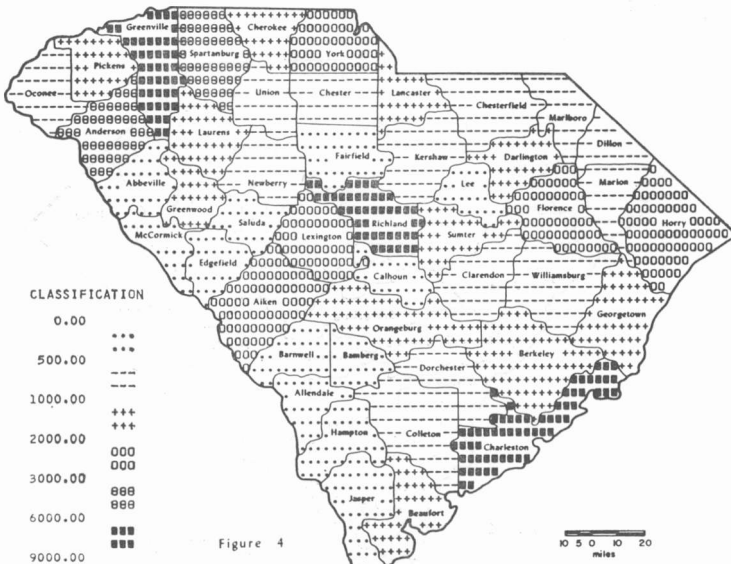 Greenville
Cherokee
Spartanburg
York
Pickens
Oconee
Union
Chester
Lancaster
Chesterfield
Marlboro
Anderson
Laurens
Dillon
Fairfield
Kershaw
Darlington
Abbeville
Newberry
Lee
Marion
Greenwood
Florence
Horry
McCormick
Saluda
Richland
Sumter
Lexington
Edgefield
Calhoun
Clarendon
Williamsburg
Aiken
Georgetown
Orangeburg
Barnwell
Bamberg
Berkeley
Dorchester
Allendale
Hampton
Colleton
Charleston
Jasper
Beaufort
CLASSIFICATION
0.00
500.00
1000.00
2000.00
3000.00
6000.00
9000.00
Figure 4
10 5 0 10 20
miles